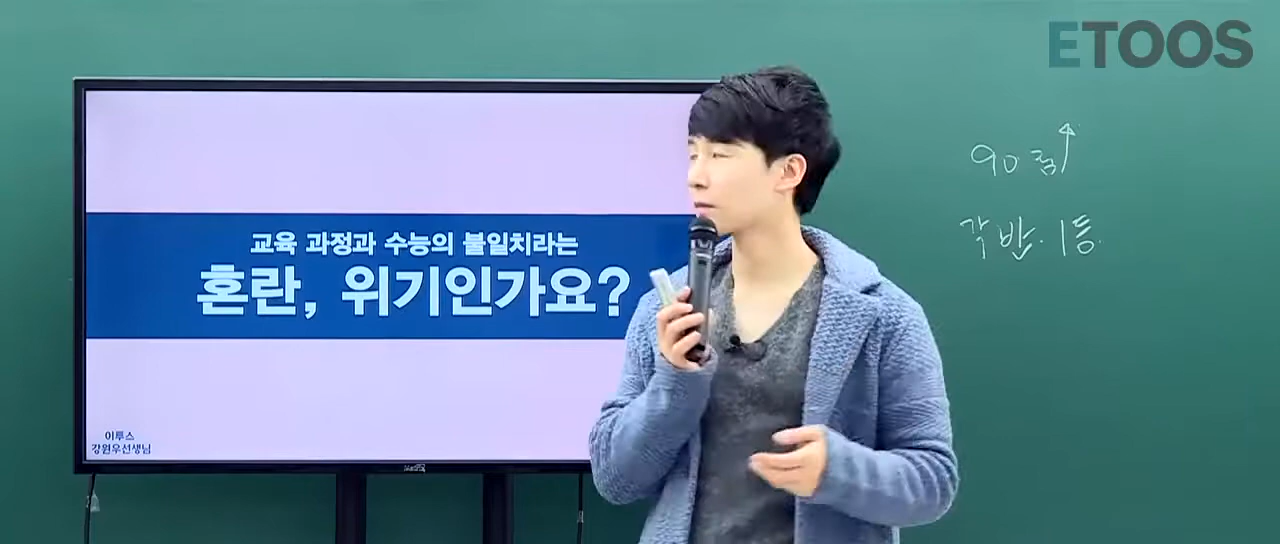 ETOOS
교육 과정과 수능의 불일치라는
혼란, 위기인가요?
이투스
강원우선생님
90점↑
각 반 1등